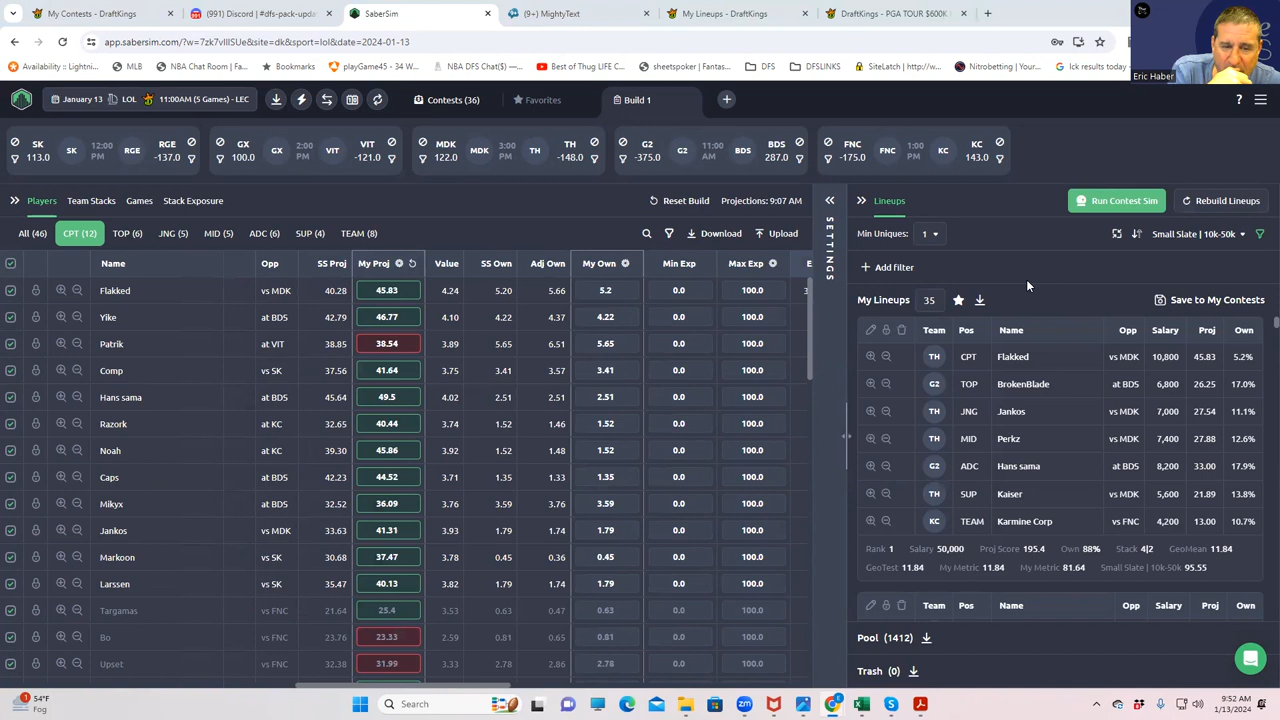 My Contests - DraftKings
(991) Discord | #dfs-pack-upda
SaberSim
(9+) MightyText
My Lineups - DraftKings
DraftKings - PGA TOUR $600K
app.sabersim.com/?w=7zk7vIlISUe&site=dk&sport=lol&date=2024-01-13
Availability :: Lightni...
MLB
NBA Chat Room | Fa...
Bookmarks
playGame45 - 34 W...
NBA DFS Chat($) -...
Best of Thug LIFE C...
sheetspoker | Starti...
DFS
DFSLINKS
SiteLatch | http://w...
Nitrobetting | Your...
Ick results today -...
Eric Haber
January 13 LOL 11:00AM (5 Games) - LEC
Contests (36)
Favorites
Build 1
SK 113.0 SK 12:00 PM RGE RGE -137.0
GX 100.0 GX 2:00 PM VIT VIT -121.0
MDK 122.0 MDK 3:00 PM TH TH -148.0
G2 -375.0 G2 11:00 AM BDS BDS 287.0
FNC -175.0 FNC 1:00 PM KC KC 143.0
Players Team Stacks Games Stack Exposure
Reset Build Projections: 9:07 AM
All (46) CPT (12) TOP (6) JNG (5) MID (5) ADC (6) SUP (4) TEAM (8)
Download Upload
Name Opp SS Proj My Proj Value SS Own Adj Own My Own Min Exp Max Exp
Flakked vs MDK 40.28 45.83 4.24 5.20 5.66 5.2 0.0 100.0
Yike at BDS 42.79 46.77 4.10 4.22 4.37 4.22 0.0 100.0
Patrik at VIT 38.85 38.54 3.89 5.65 6.51 5.65 0.0 100.0
Comp vs SK 37.56 41.64 3.75 3.41 3.57 3.41 0.0 100.0
Hans sama at BDS 45.64 49.5 4.02 2.51 2.51 2.51 0.0 100.0
Razork at KC 32.65 40.44 3.74 1.52 1.46 1.52 0.0 100.0
Noah at KC 39.30 45.86 3.92 1.52 1.48 1.52 0.0 100.0
Caps at BDS 42.23 44.52 3.71 1.35 1.33 1.35 0.0 100.0
Mikyx at BDS 32.52 36.09 3.76 3.59 3.56 3.59 0.0 100.0
Jankos vs MDK 33.63 41.31 3.93 1.79 1.74 1.79 0.0 100.0
Markoon vs SK 30.68 37.47 3.78 0.45 0.36 0.45 0.0 100.0
Larssen vs SK 35.47 40.13 3.82 1.79 1.79 1.79 0.0 100.0
Targamas vs FNC 21.64 25.4 3.53 0.63 0.47 0.63 0.0 100.0
Bo vs FNC 23.76 23.33 2.59 0.81 0.65 0.81 0.0 100.0
Upset vs FNC 32.38 31.99 3.33 2.78 2.86 2.78 0.0 100.0
SETTINGS
Lineups
Run Contest Sim
Rebuild Lineups
Min Uniques: 1
Small Slate | 10k-50k
Add filter
My Lineups 35
Save to My Contests
Team Pos Name Opp Salary Proj Own
TH CPT Flakked vs MDK 10,800 45.83 5.2%
G2 TOP BrokenBlade at BDS 6,800 26.25 17.0%
TH JNG Jankos vs MDK 7,000 27.54 11.1%
TH MID Perkz vs MDK 7,400 27.88 12.6%
G2 ADC Hans sama at BDS 8,200 33.00 17.9%
TH SUP Kaiser vs MDK 5,600 21.89 13.8%
KC TEAM Karmine Corp vs FNC 4,200 13.00 10.7%
Rank 1 Salary 50,000 Proj Score 195.4 Own 88% Stack 4|2 GeoMean 11.84
GeoTest 11.84 My Metric 11.84 My Metric 81.64 Small Slate | 10k-50k 95.55
Team Pos Name Opp Salary Proj Own
Pool (1412)
Trash (0)
54°F
Fog
Search
9:52 AM
1/13/2024